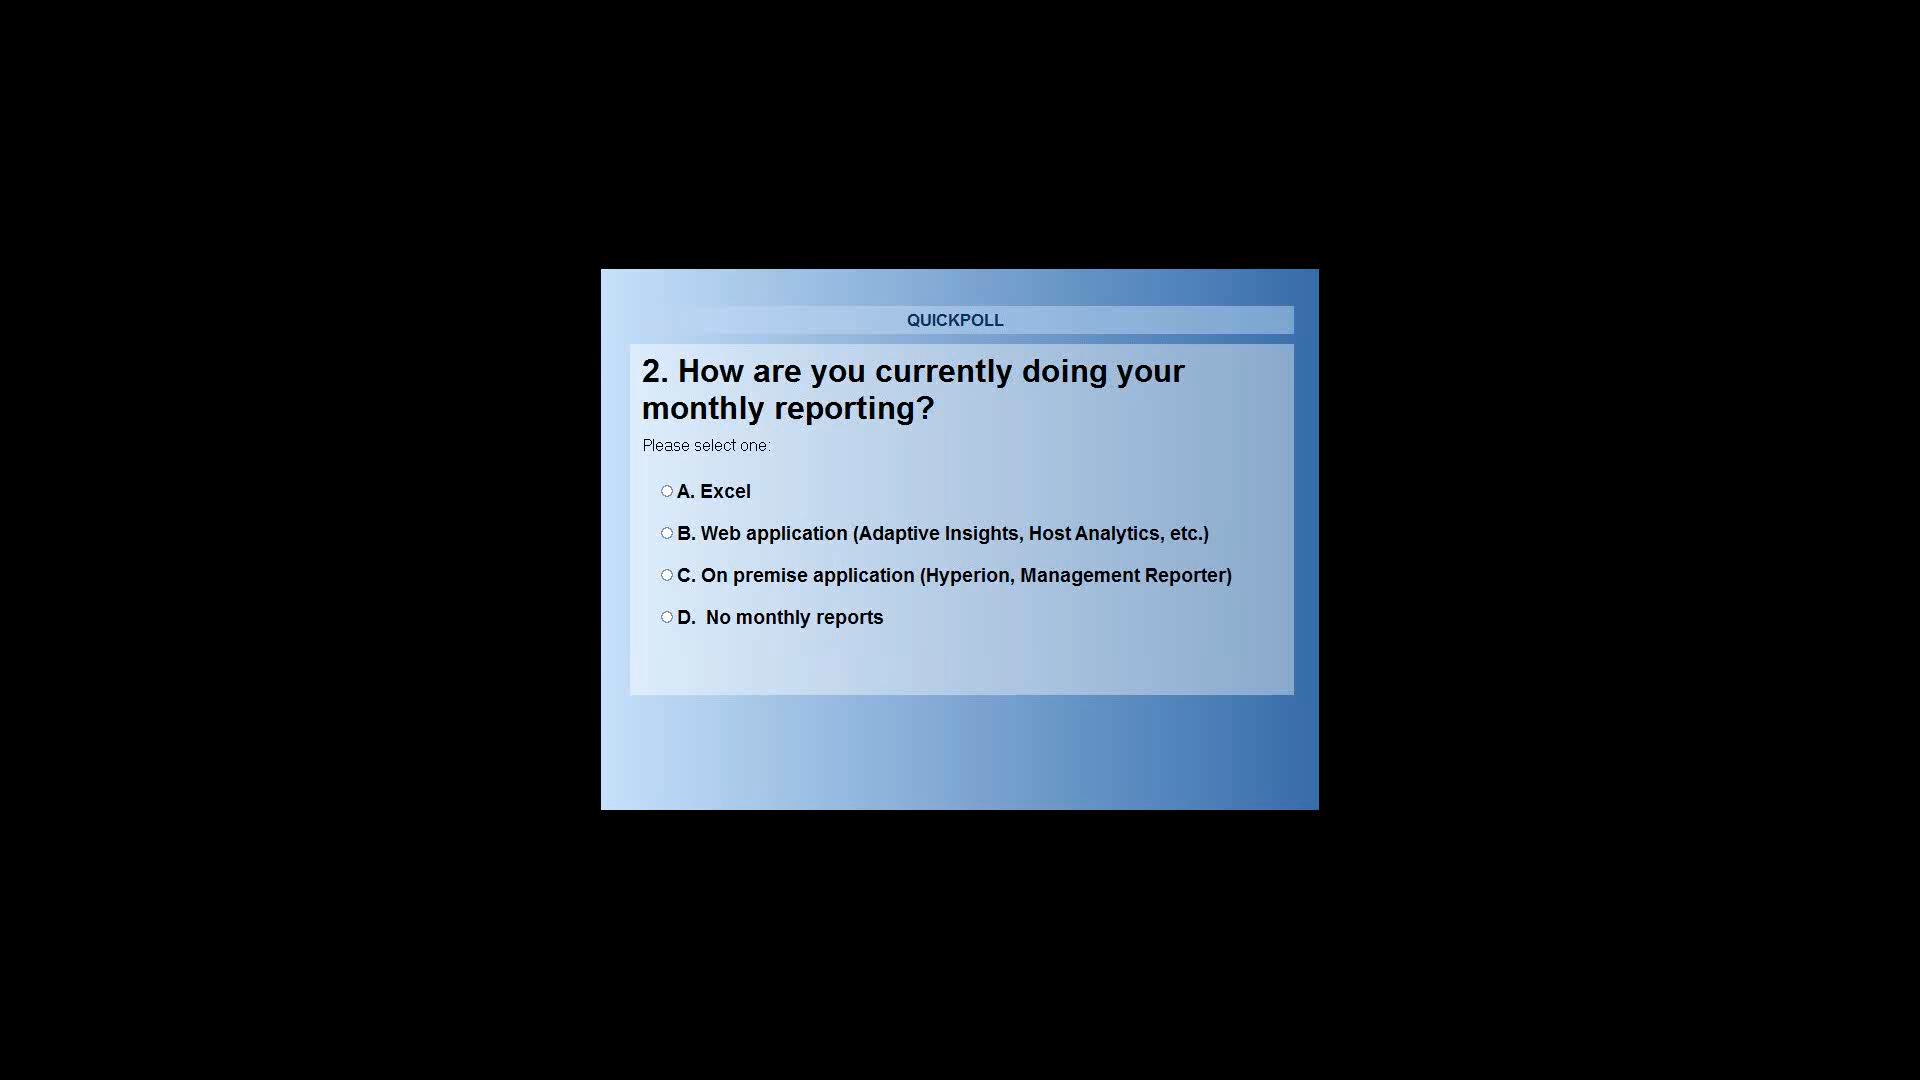 QUICKPOLL
2. How are you currently doing your
monthly reporting?
Please select one:
A. Excel
B. Web application (Adaptive Insights, Host Analytics, etc.)
C. On premise application (Hyperion, Management Reporter)
D.  No monthly reports